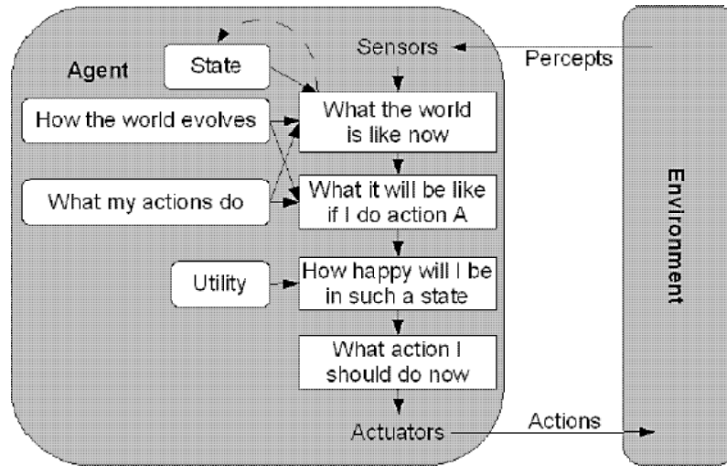 Agent
State
Sensors
Percepts
How the world evolves
What the world
is like now
What my actions do
What it will be like
if I do action A
Utility
How happy will I be
in such a state
What action I
should do now
Actuators
Actions
Environment